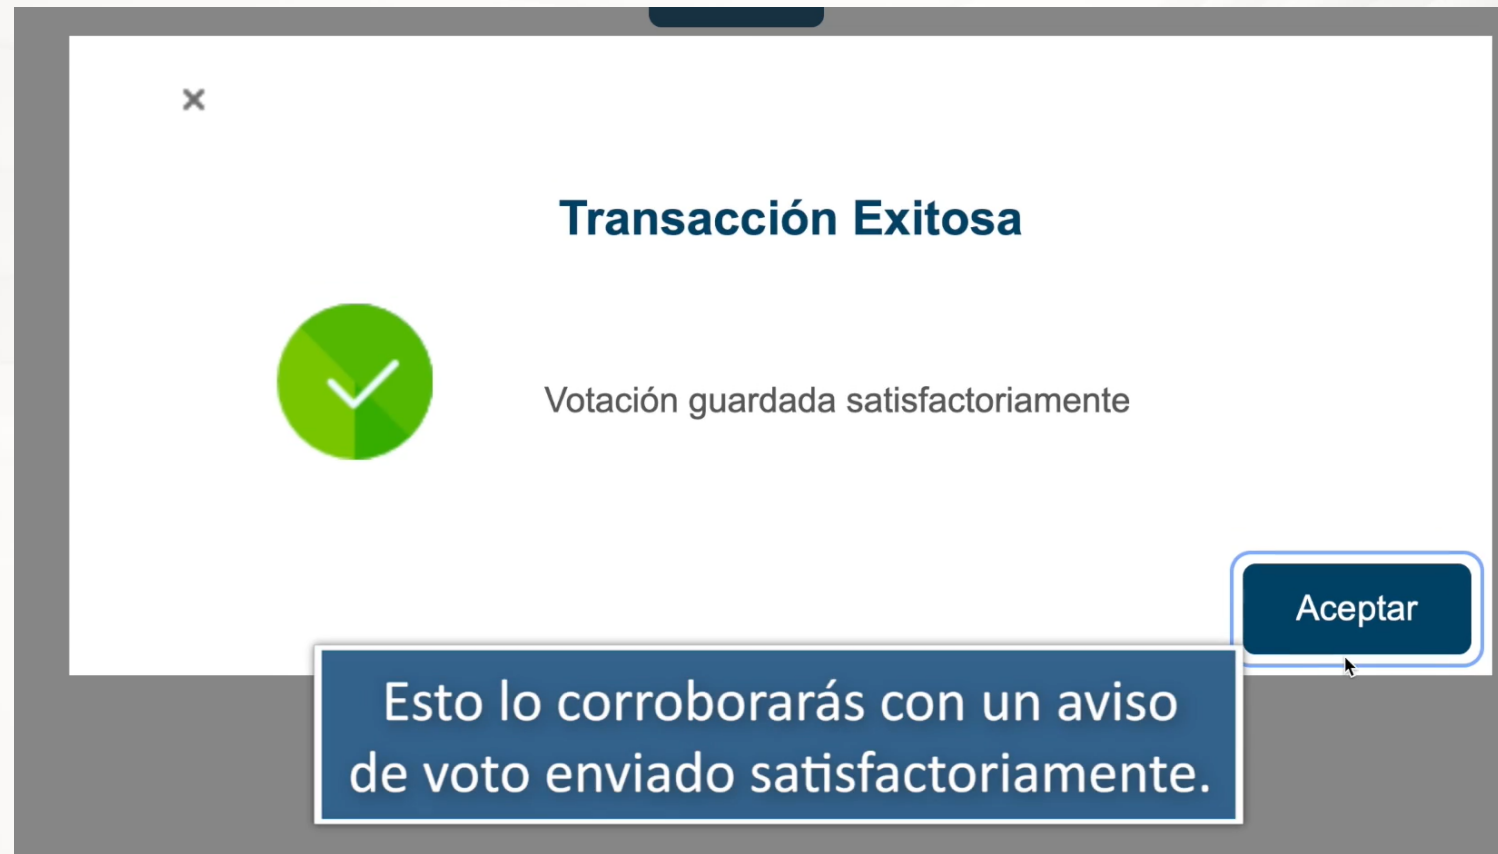 Transacción Exitosa
Votación guardada satisfactoriamente
Aceptar
Esto lo corroborarás con un aviso
de voto enviado satisfactoriamente.